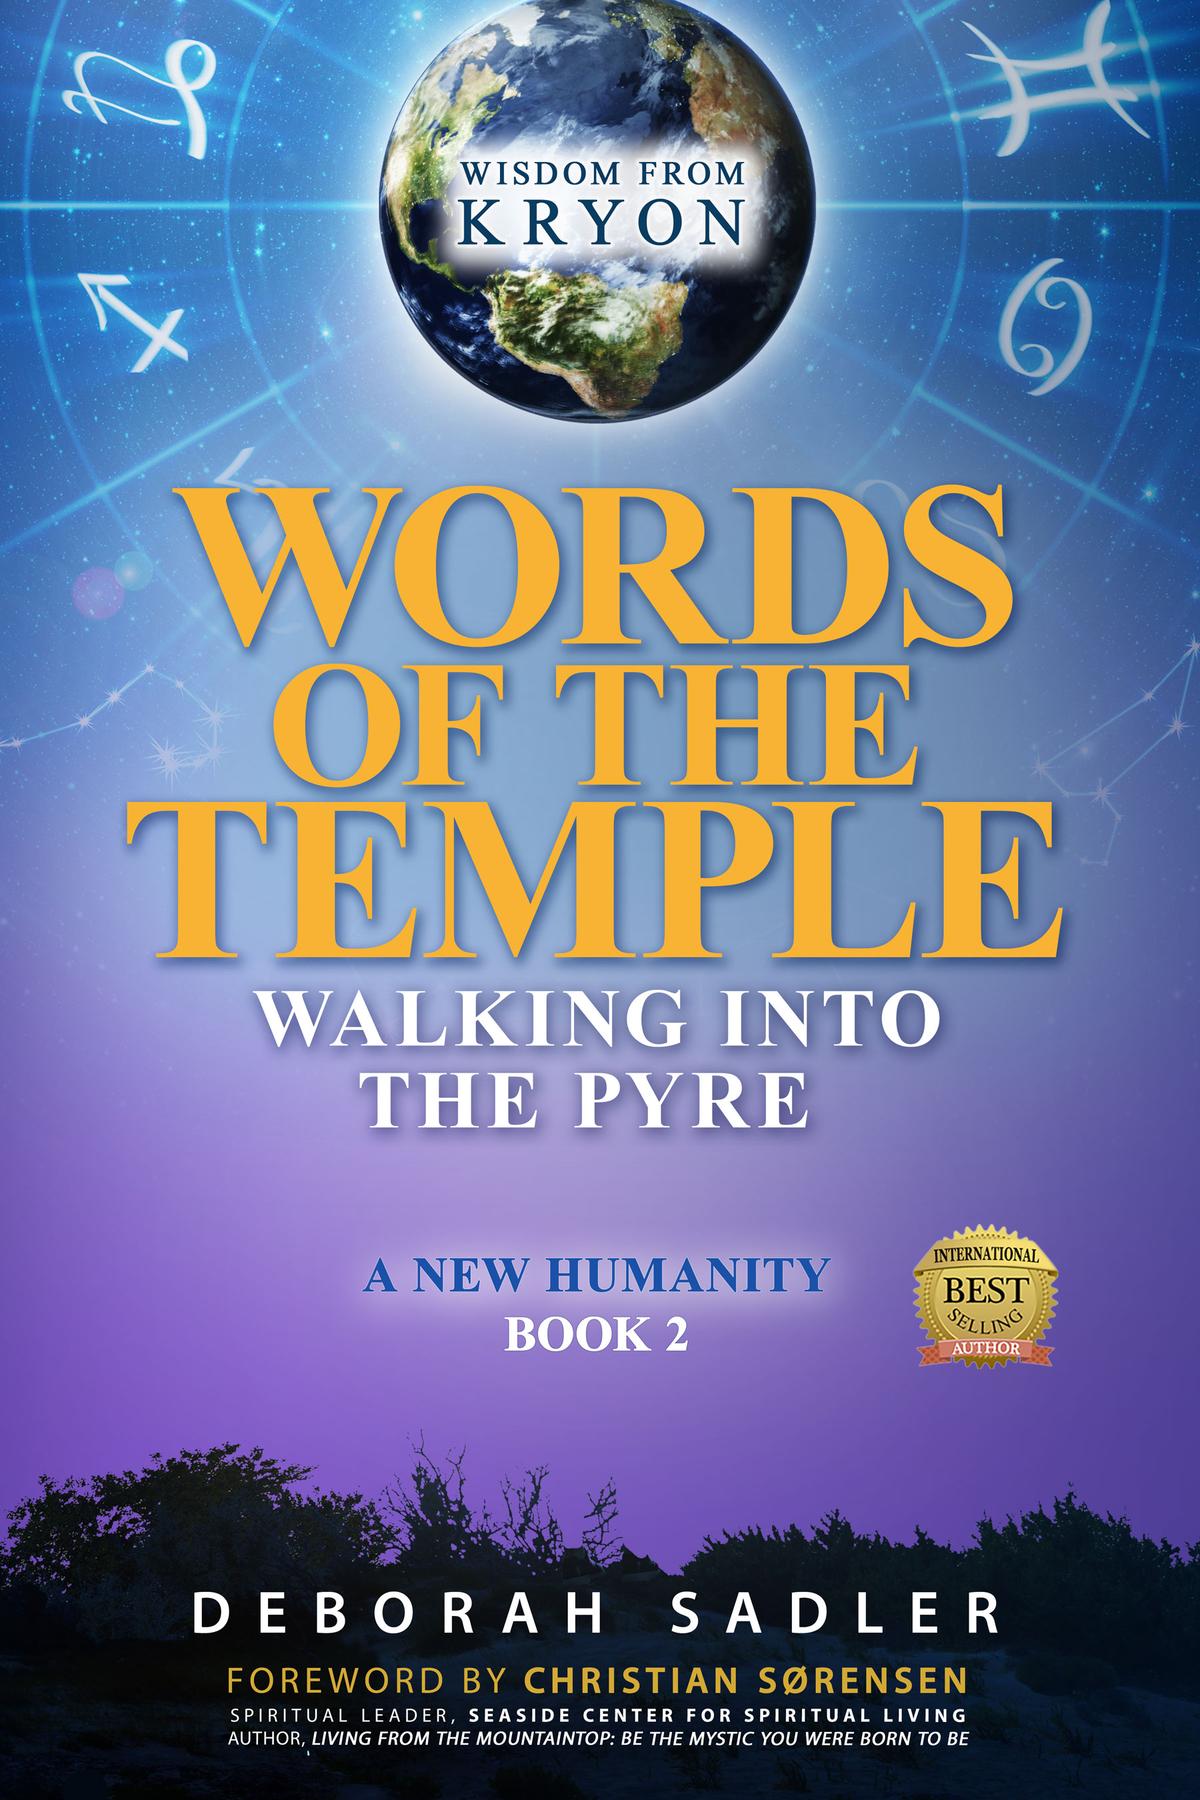 WISDOM FROM
KRYON
WORDS
OF THE
TEMPLE
WALKING INTO
THE PYRE
A NEW HUMANITY
BOOK 2
INTERNATIONAL
BEST
SELLING
AUTHOR
DEBORAH SADLER
FOREWORD BY CHRISTIAN SØRENSEN
SPIRITUAL LEADER, SEASIDE CENTER FOR SPIRITUAL LIVING
AUTHOR, LIVING FROM THE MOUNTAINTOP: BE THE MYSTIC YOU WERE BORN TO BE